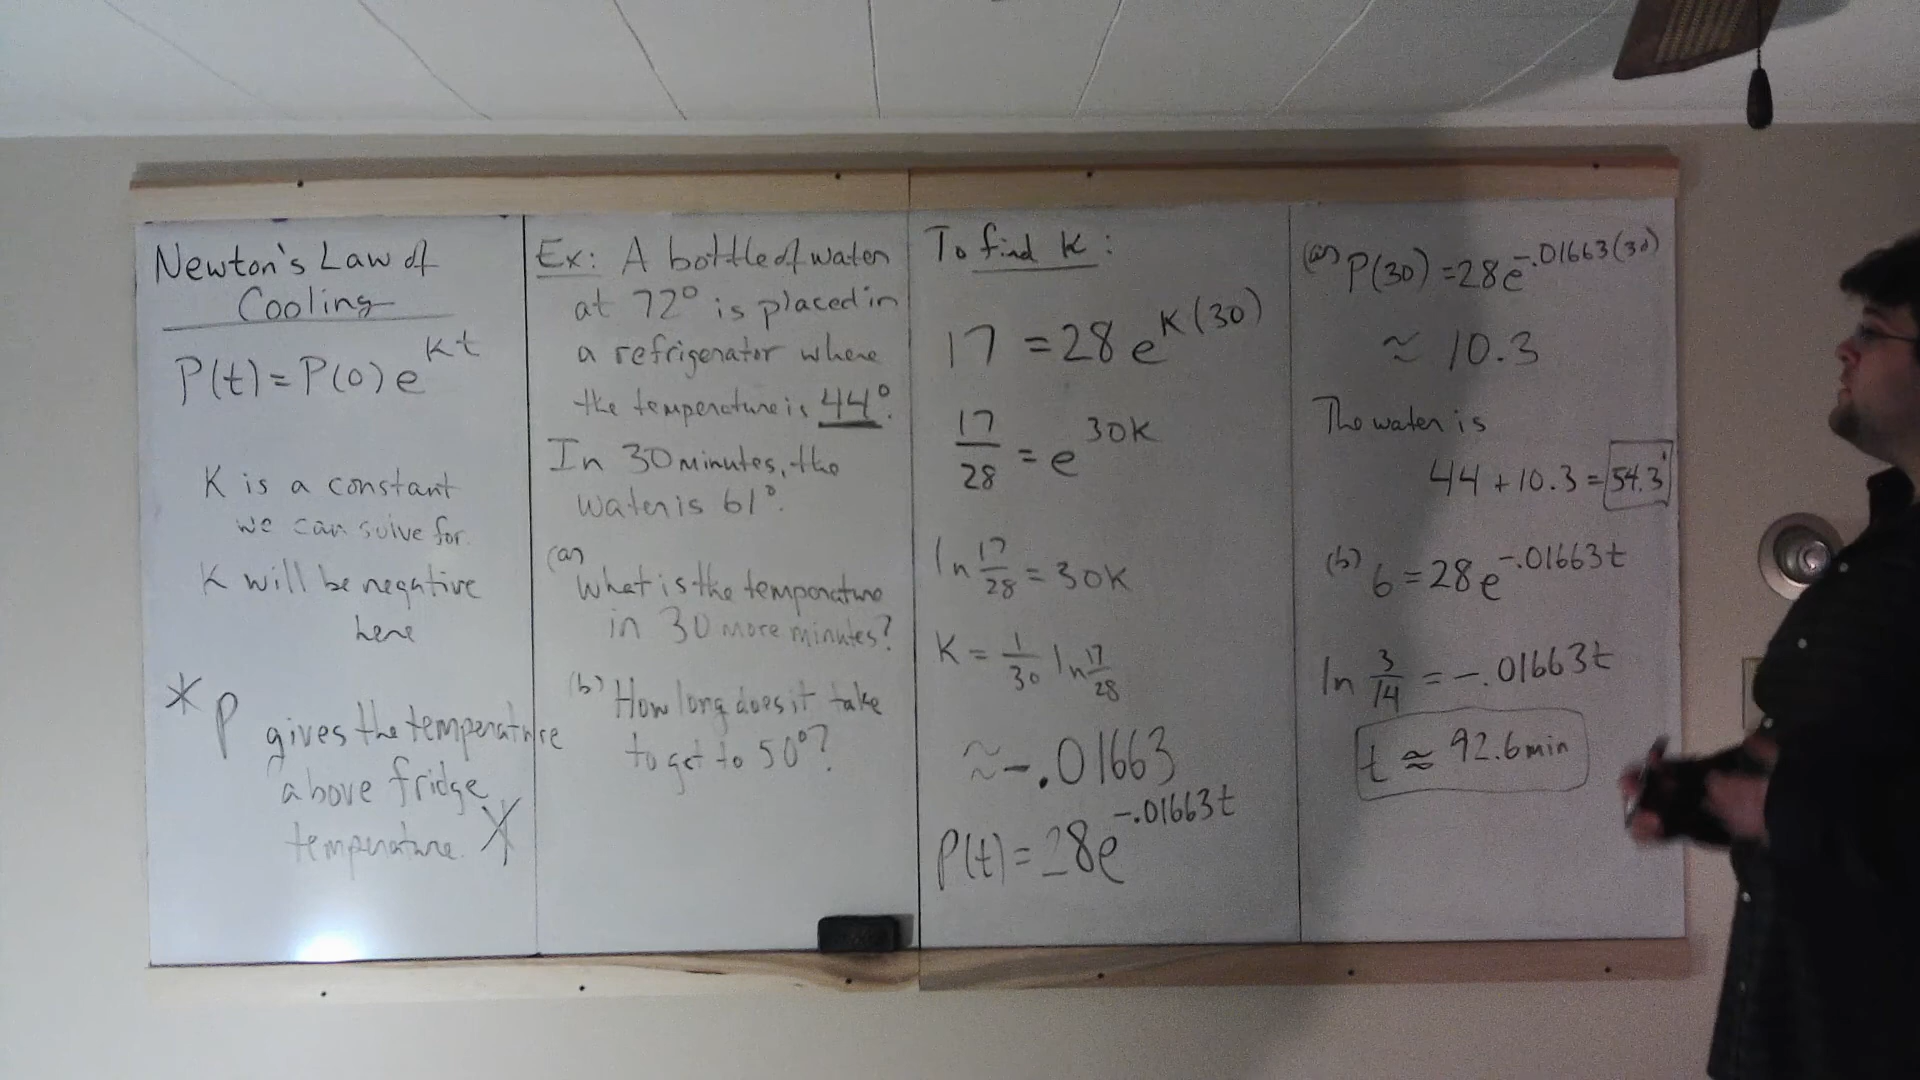 Newton's Law of
Cooling
P(t) = P(0) e^{Kt}
K is a constant
we can solve for.
K will be negative
here
* P gives the temperature
above fridge
temperature. *
Ex: A bottle of water
at 72° is placed in
a refrigerator where
the temperature is 44°.
In 30 minutes, the
water is 61°.
(a)
What is the temperature
in 30 more minutes?
(b) How long does it take
to get to 50°?
To find K:
17 = 28 e^{K(30)}
17/28 = e^{30K}
ln 17/28 = 30K
K = 1/30 ln 17/28
≈ -.01663
P(t) = 28e^{-.01663t}
(a) P(30) = 28e^{-.01663(30)}
≈ 10.3
The water is
44 + 10.3 = 54.3°
(b) 6 = 28e^{-.01663t}
ln 3/14 = -.01663t
t ≈ 92.6 min